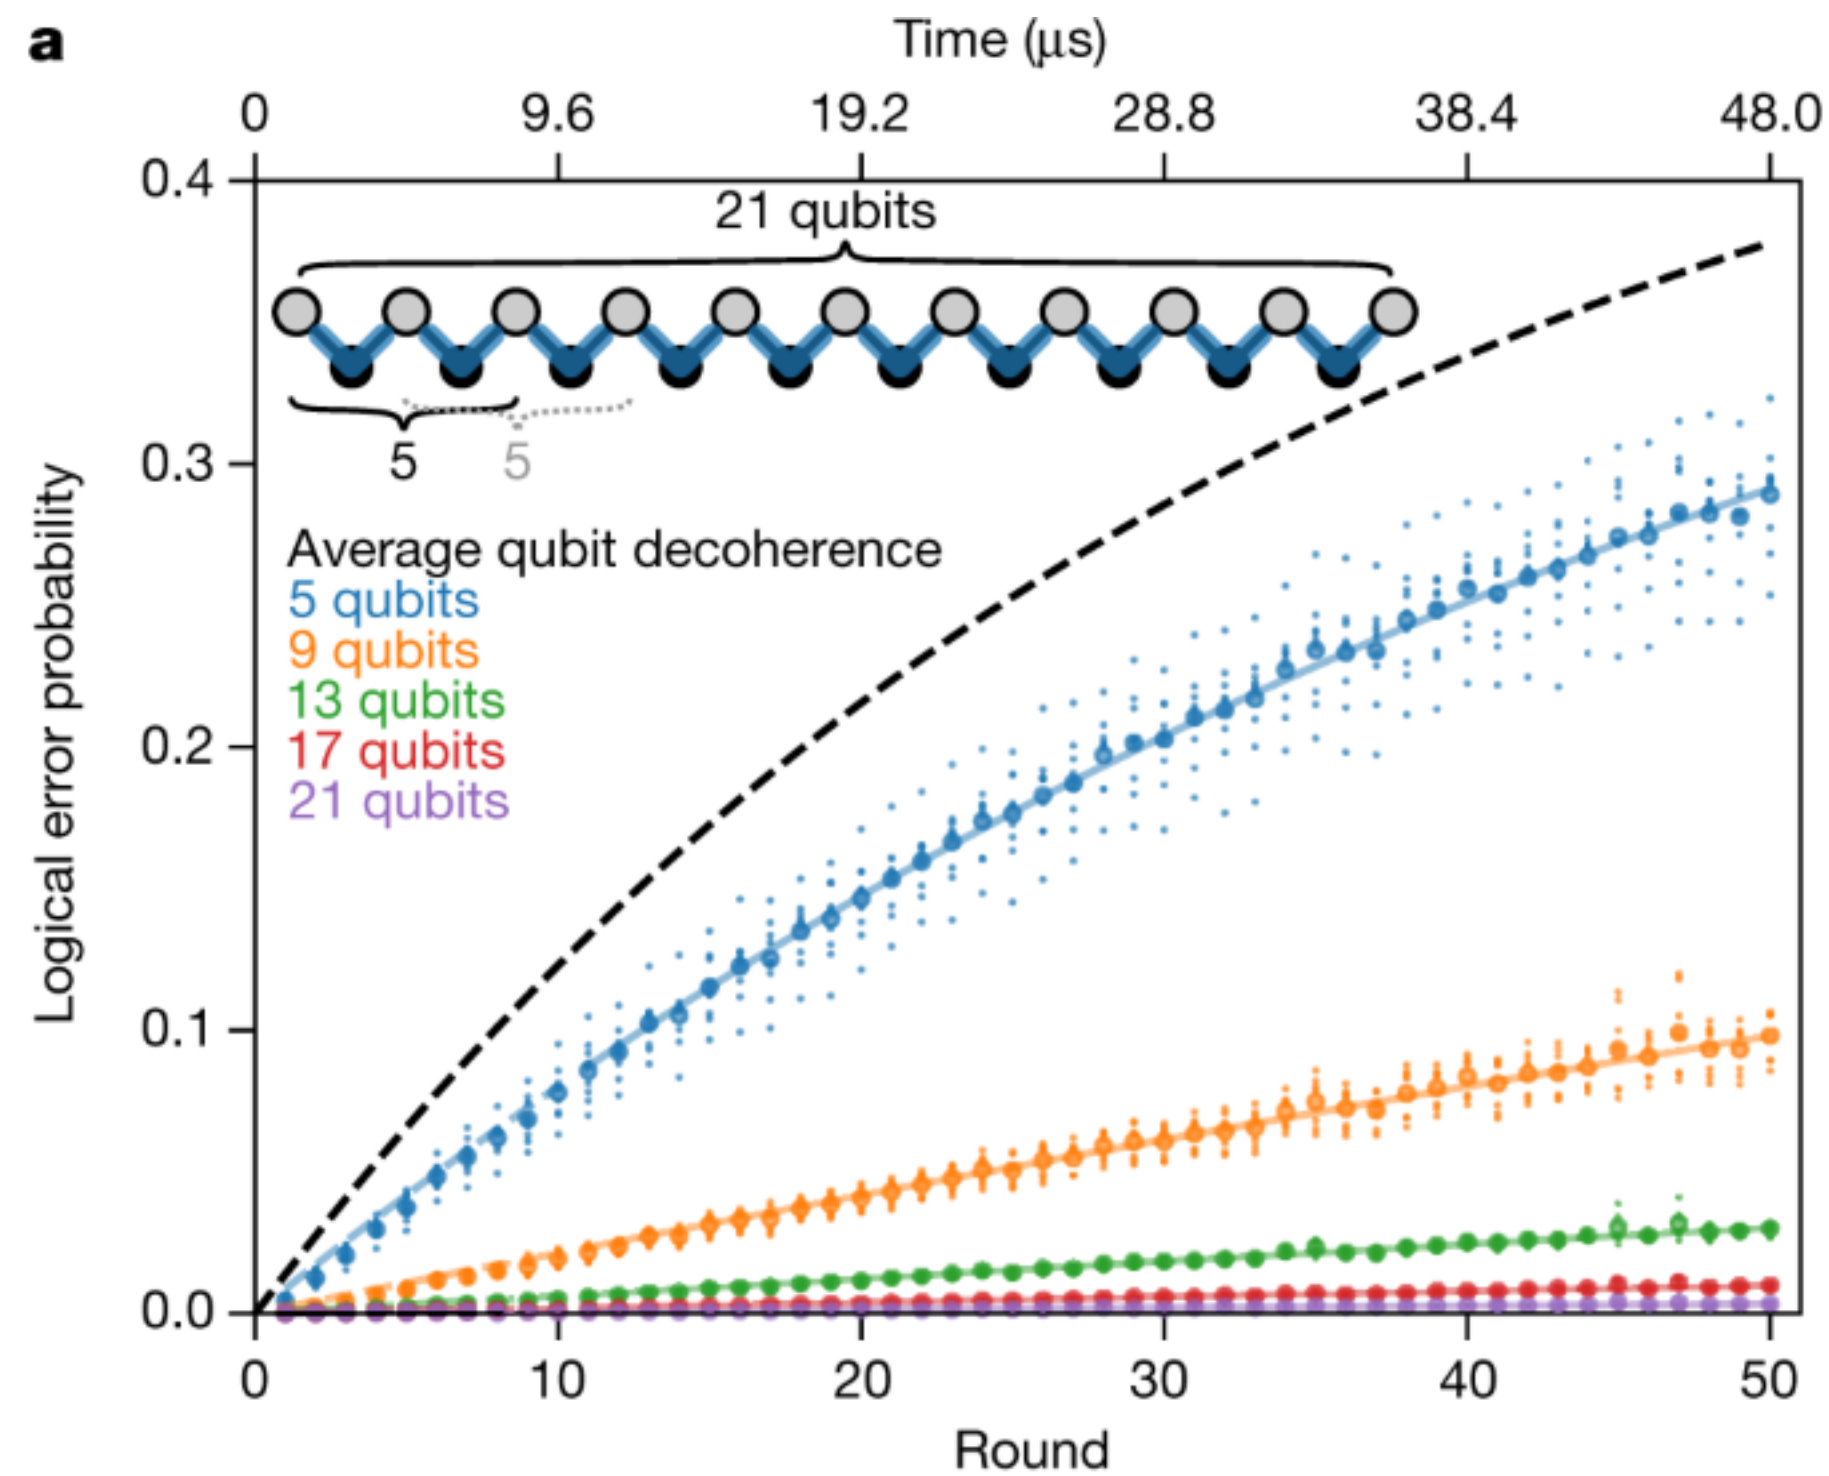 a
Time (μs)
0 9.6 19.2 28.8 38.4 48.0
0.4
21 qubits
0.3
5 5
Average qubit decoherence
5 qubits
9 qubits
13 qubits
17 qubits
21 qubits
0.2
0.1
0.0
Logical error probability
0 10 20 30 40 50
Round